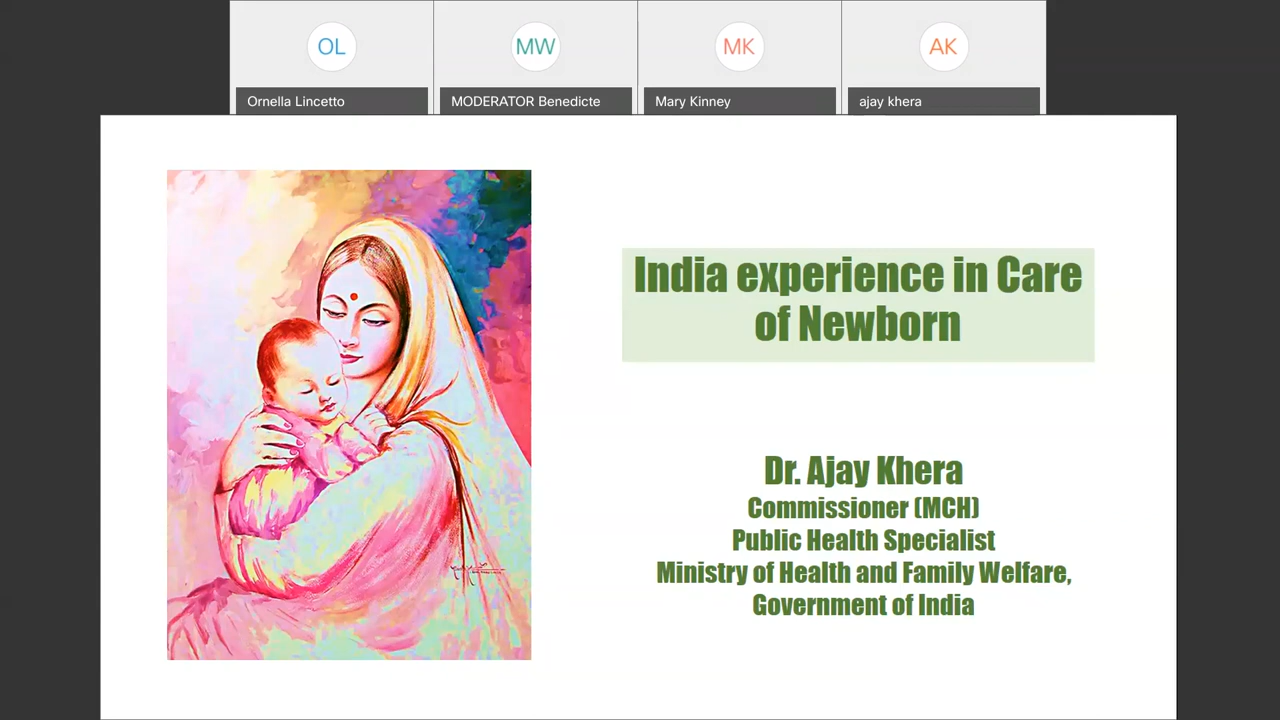 OL
MW
MK
AK
Ornella Lincetto
MODERATOR Benedicte
Mary Kinney
ajay khera
India experience in Care
of Newborn
Dr. Ajay Khera
Commissioner (MCH)
Public Health Specialist
Ministry of Health and Family Welfare,
Government of India